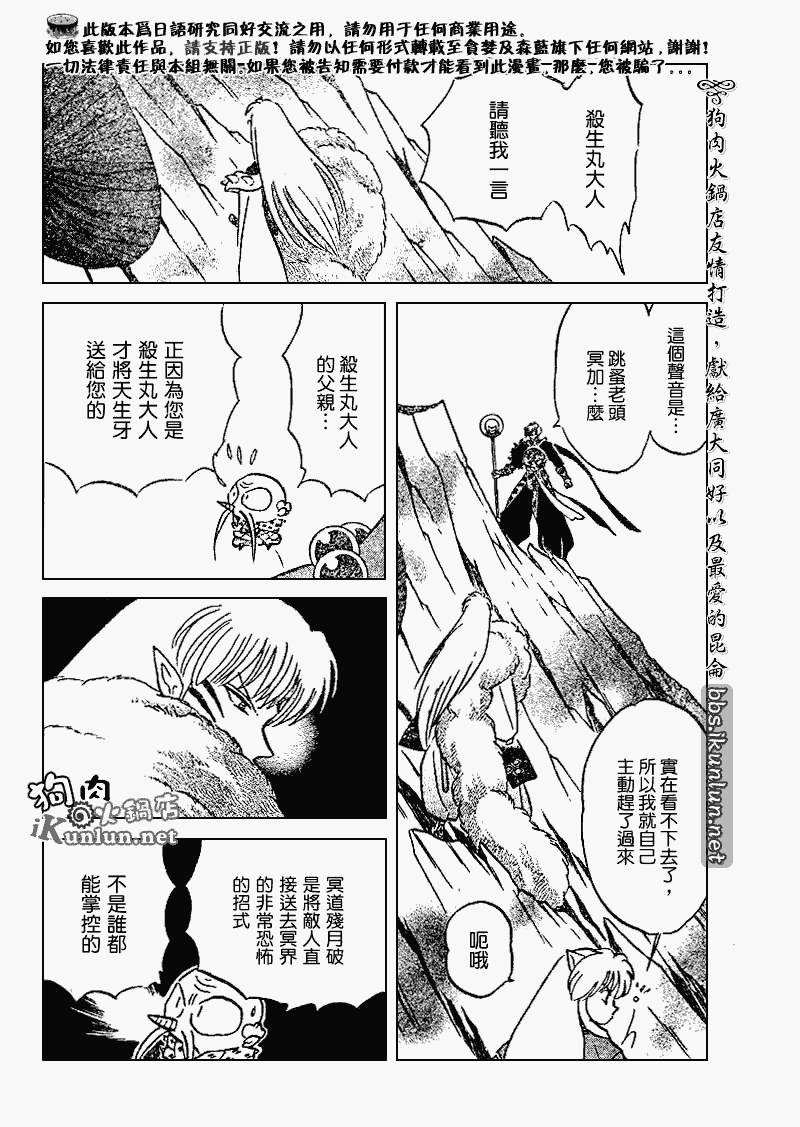 此版本爲日語研究同好交流之用，請勿用于任何商業用途。
如您喜歡此作品，請支持正版！請勿以任何形式轉載至貪婪及森藍旗下任何網站，謝謝！
一切法律責任與本組無關.如果您被告知需要付款才能看到此漫畫,那麼,您被騙了...
殺生丸大人
請聽我一言
這個聲音是…
跳蚤老頭
冥加…麼
實在看不下去了，
所以我就自己
主動趕了過來
呃哦
殺生丸大人
的父親…
正因為您是
殺生丸大人
才將天生牙
送給您的
冥道殘月破
是將敵人直
接送去冥界
的非常恐怖
的招式
不是誰都
能掌控的
狗肉火鍋店友情打造，獻給廣大同好以及最愛的昆侖
bbs.ikunlun.net
狗肉火鍋店
iKunlun.net